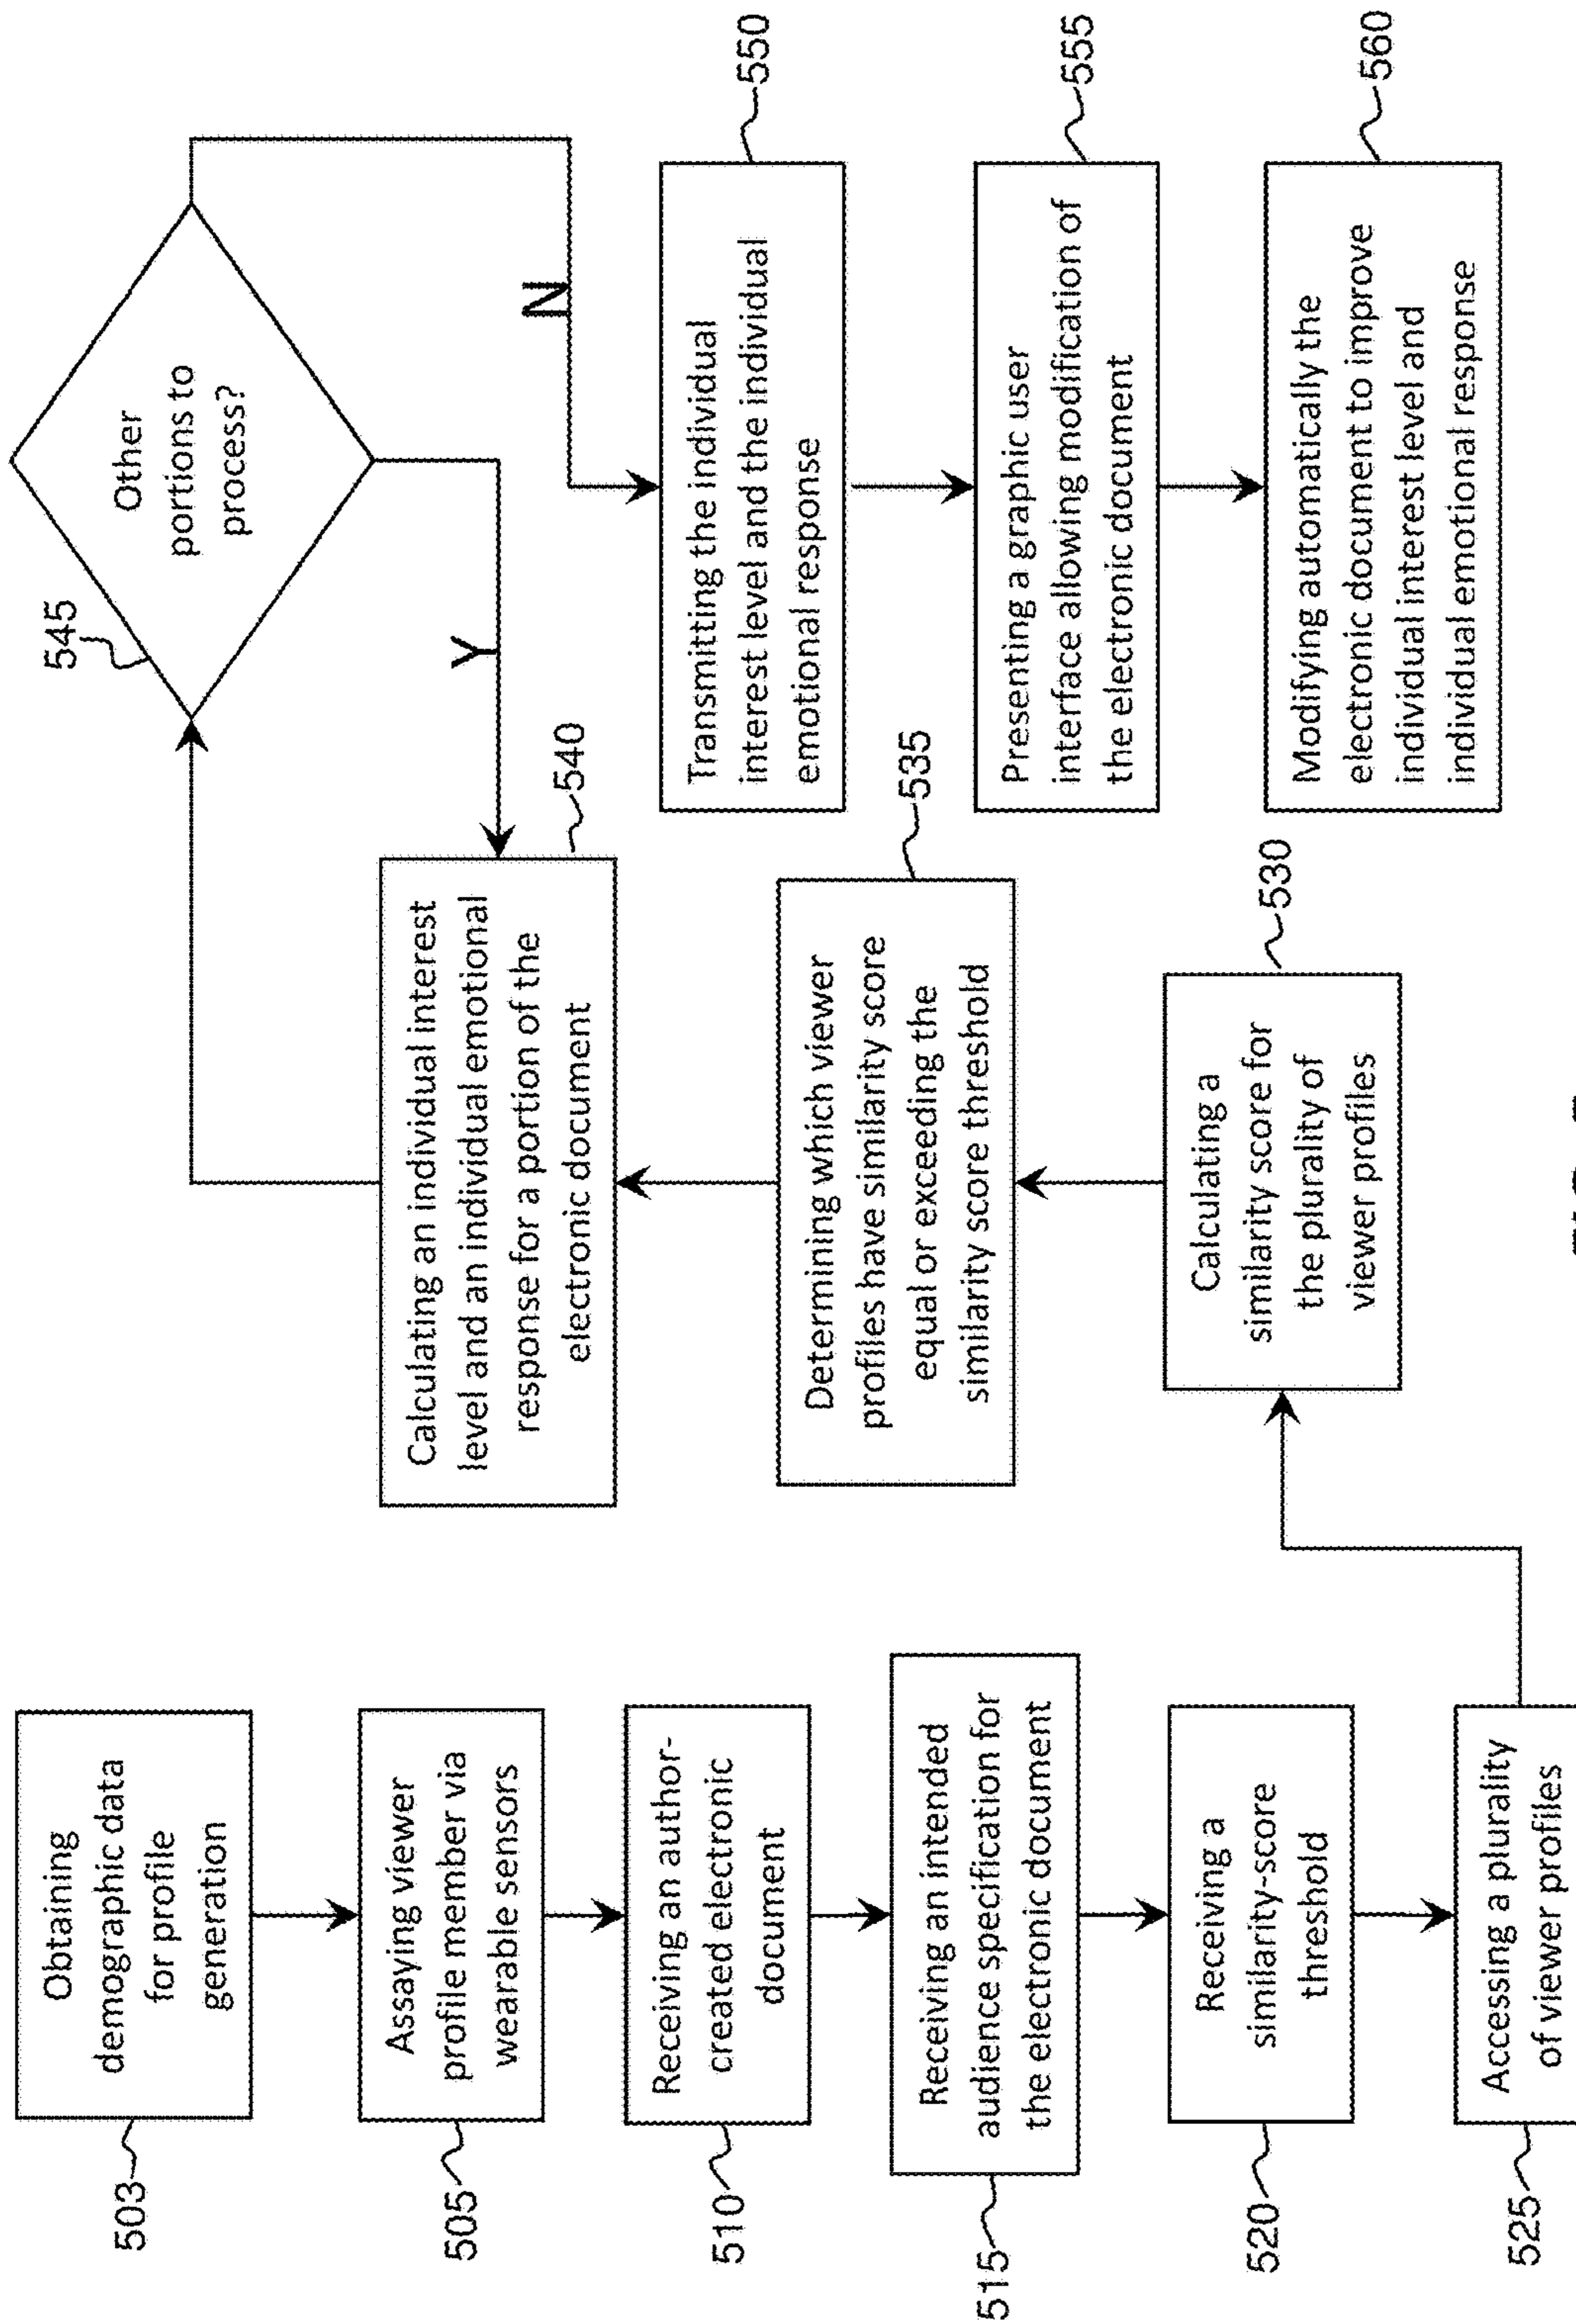 503
Obtaining
demographic data
for profile
generation
505
Assaying viewer
profile member via
wearable sensors
510
Receiving an author-
created electronic
document
515
Receiving an intended
audience specification for
the electronic document
520
Receiving a
similarity-score
threshold
525
Accessing a plurality
of viewer profiles
530
Calculating a
similarity score for
the plurality of
viewer profiles
535
Determining which viewer
profiles have similarity score
equal or exceeding the
similarity score threshold
540
Calculating an individual interest
level and an individual emotional
response for a portion of the
electronic document
545
Other
portions to
process?
Y
N
550
Transmitting the individual
interest level and the individual
emotional response
555
Presenting a graphic user
interface allowing modification of
the electronic document
560
Modifying automatically the
electronic document to improve
individual interest level and
individual emotional response